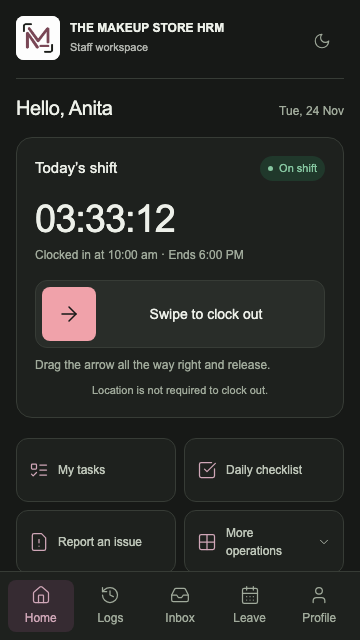 THE MAKEUP STORE HRM
Staff workspace
Hello, Anita
Tue, 24 Nov
Today's shift
On shift
03:33:12
Clocked in at 10:00 am · Ends 6:00 PM
Swipe to clock out
Drag the arrow all the way right and release.
Location is not required to clock out.
My tasks
Daily checklist
Report an issue
More
operations
Home
Logs
Inbox
Leave
Profile